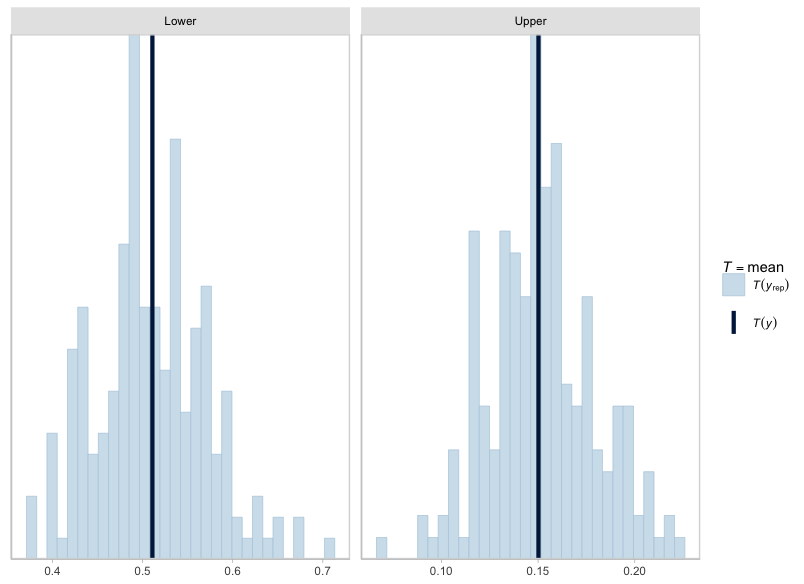 Lower
Upper
T = mean
T(yrep)
T(y)
0.4 0.5 0.6 0.7
0.10 0.15 0.20